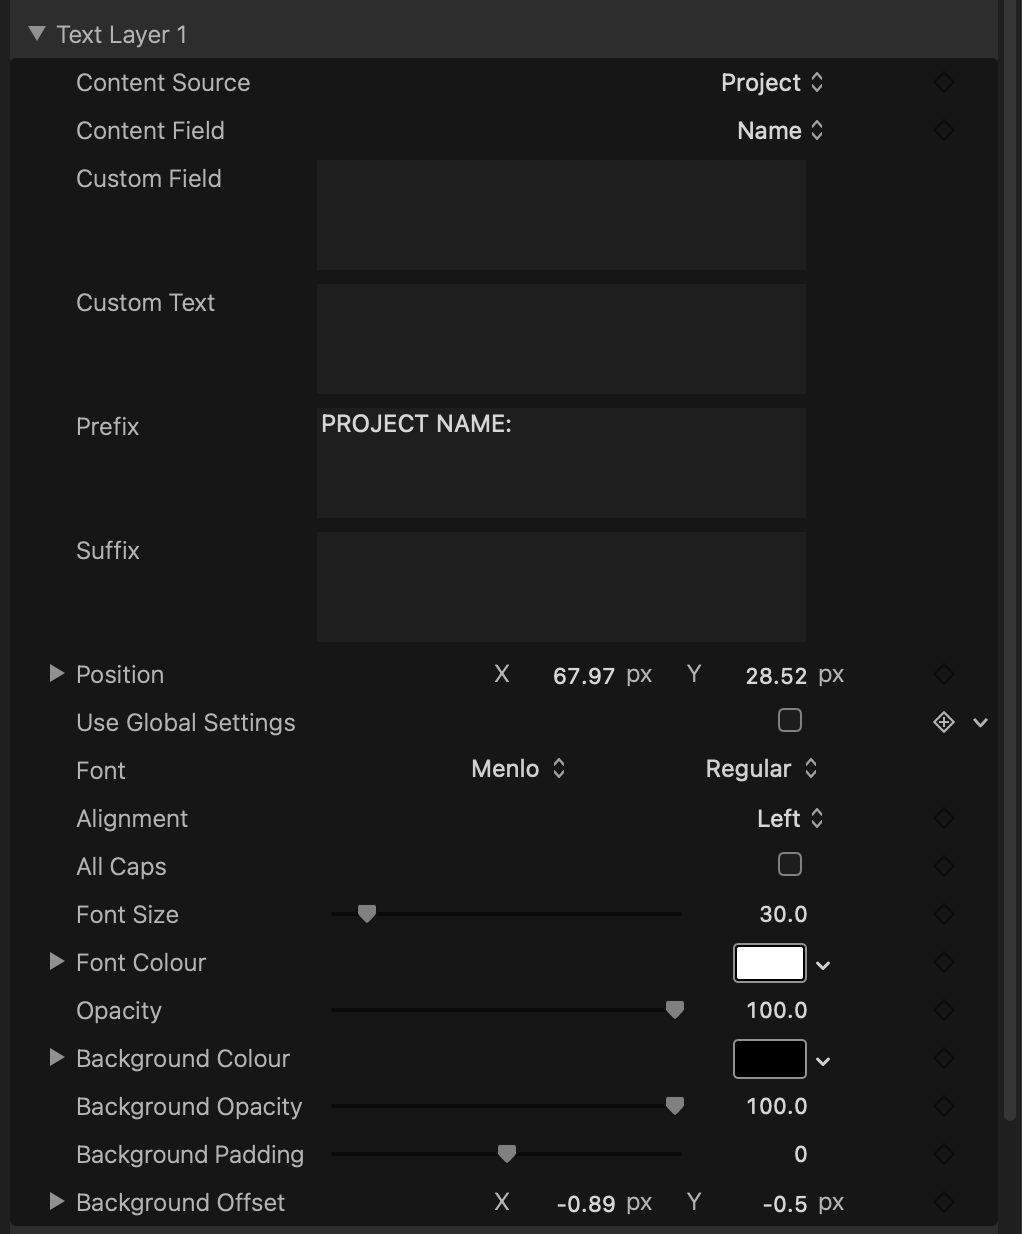 Text Layer 1
Content Source Project
Content Field Name
Custom Field
Custom Text
Prefix PROJECT NAME:
Suffix
Position X 67.97 px Y 28.52 px
Use Global Settings
Font Menlo Regular
Alignment Left
All Caps
Font Size 30.0
Font Colour
Opacity 100.0
Background Colour
Background Opacity 100.0
Background Padding 0
Background Offset X -0.89 px Y -0.5 px